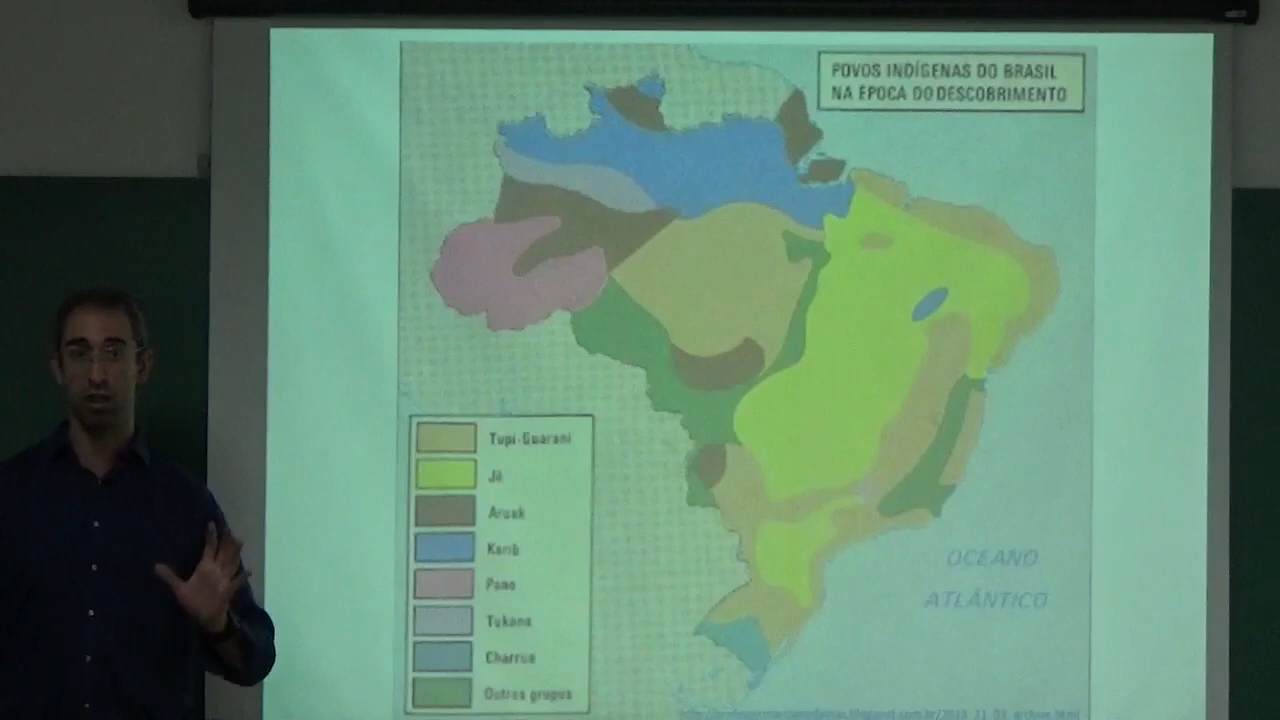 POVOS INDÍGENAS DO BRASIL
NA ÉPOCA DO DESCOBRIMENTO
Tupi-Guarani
Jê
Aruak
Karib
Pano
Tukano
Charrua
Outros grupos
OCEANO
ATLÂNTICO